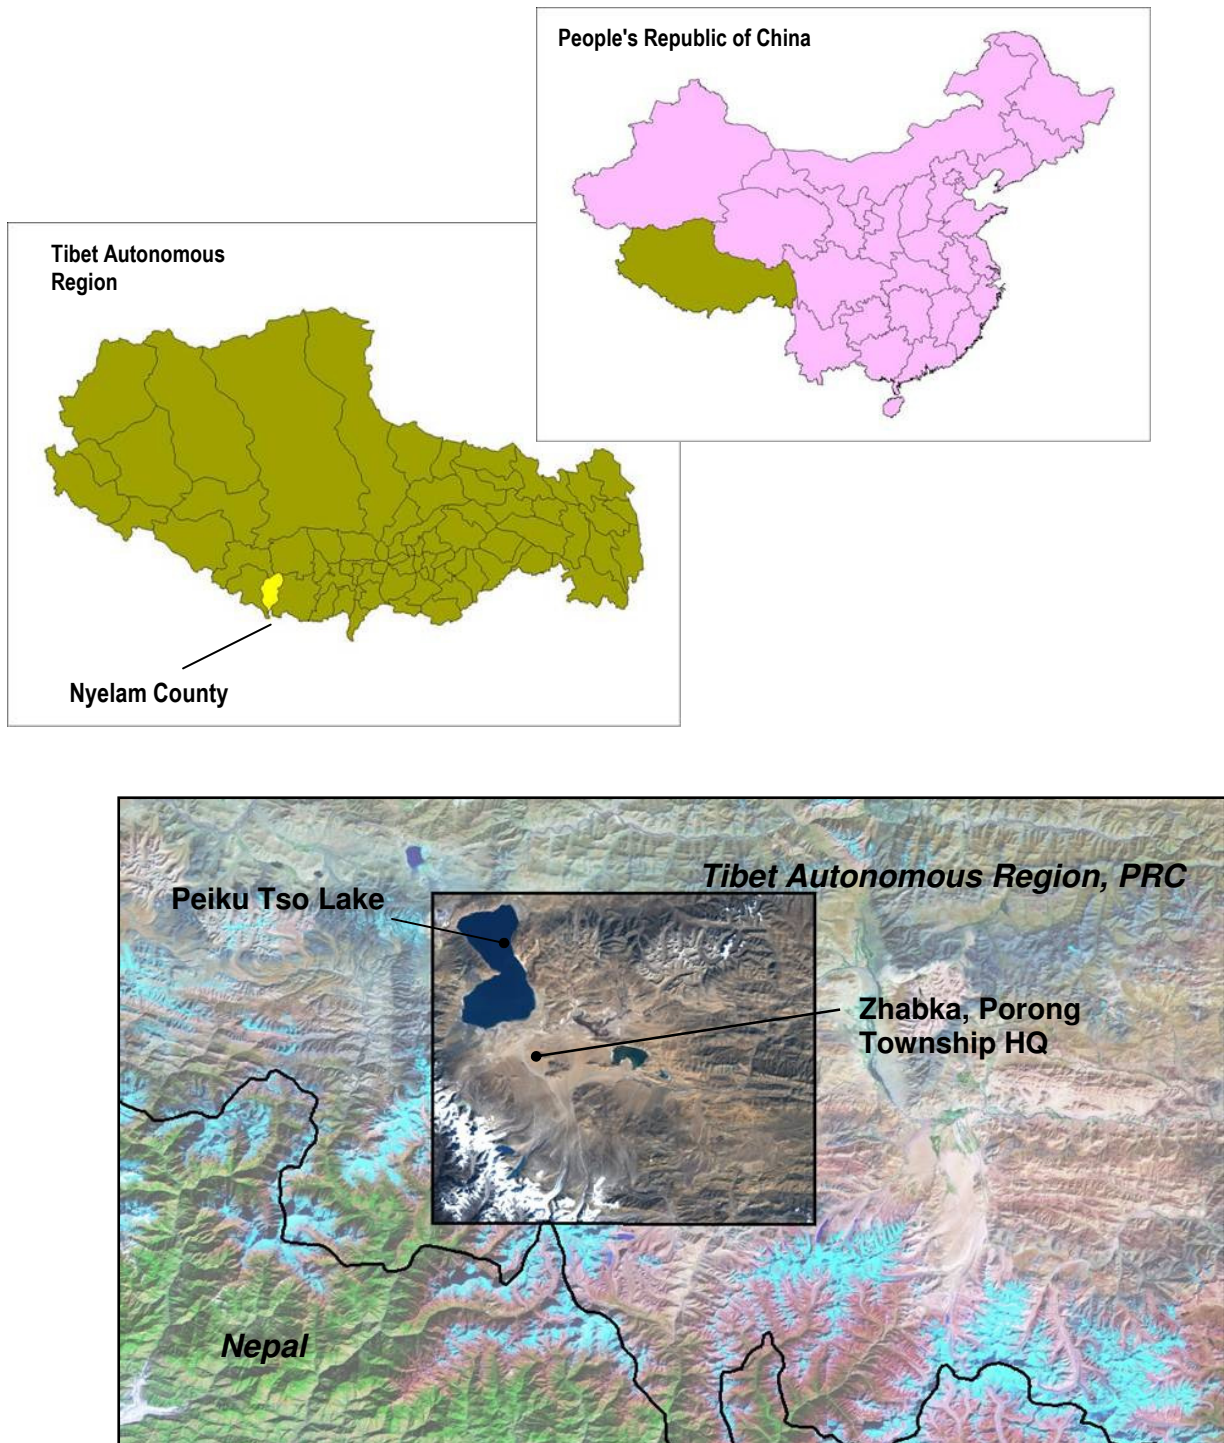 People's Republic of China
Tibet Autonomous
Region
Nyelam County
Tibet Autonomous Region, PRC
Peiku Tso Lake
Zhabka, Porong
Township HQ
Nepal